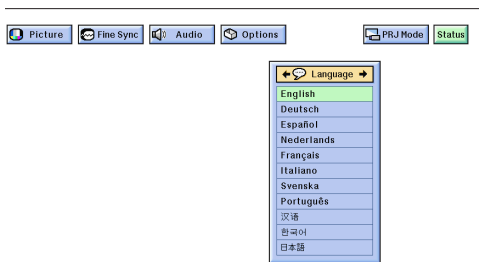 Picture Fine Sync Audio Options PRJ Mode Status
Language
English
Deutsch
Español
Nederlands
Français
Italiano
Svenska
Português
汉语
한국어
日本語